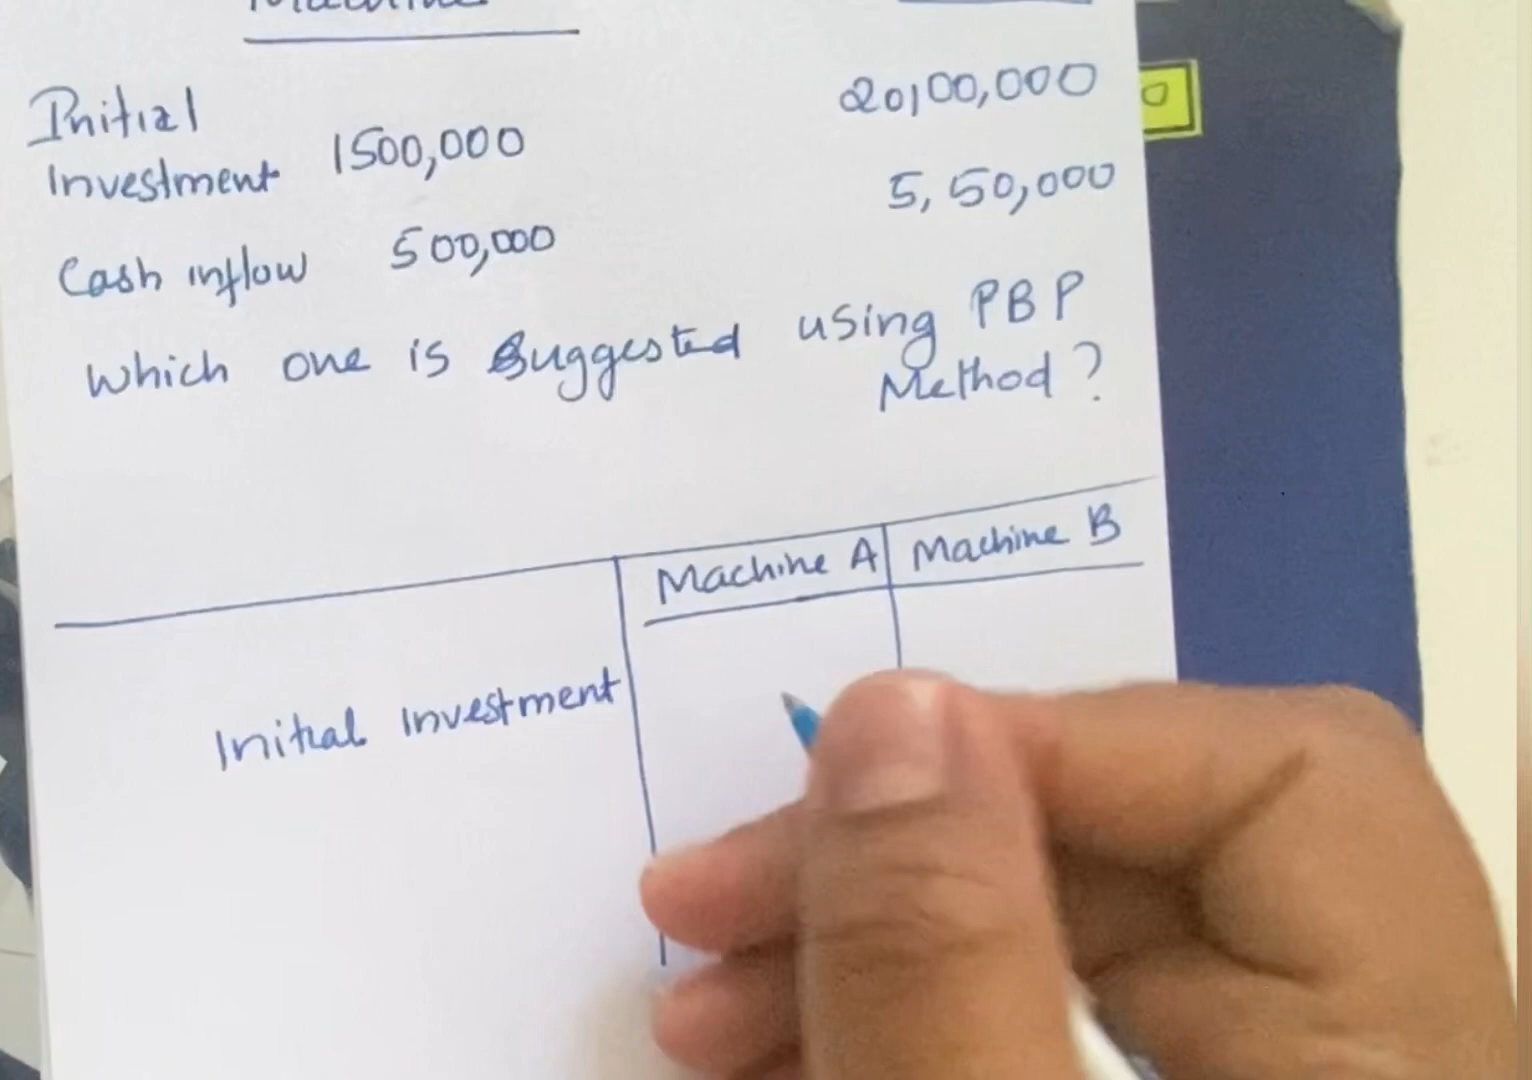 Initial 20,00,000
Investment 1500,000
Cash inflow 500,000 5,50,000
Which one is Suggested using PBP
Method?
Machine A Machine B
Initial Investment